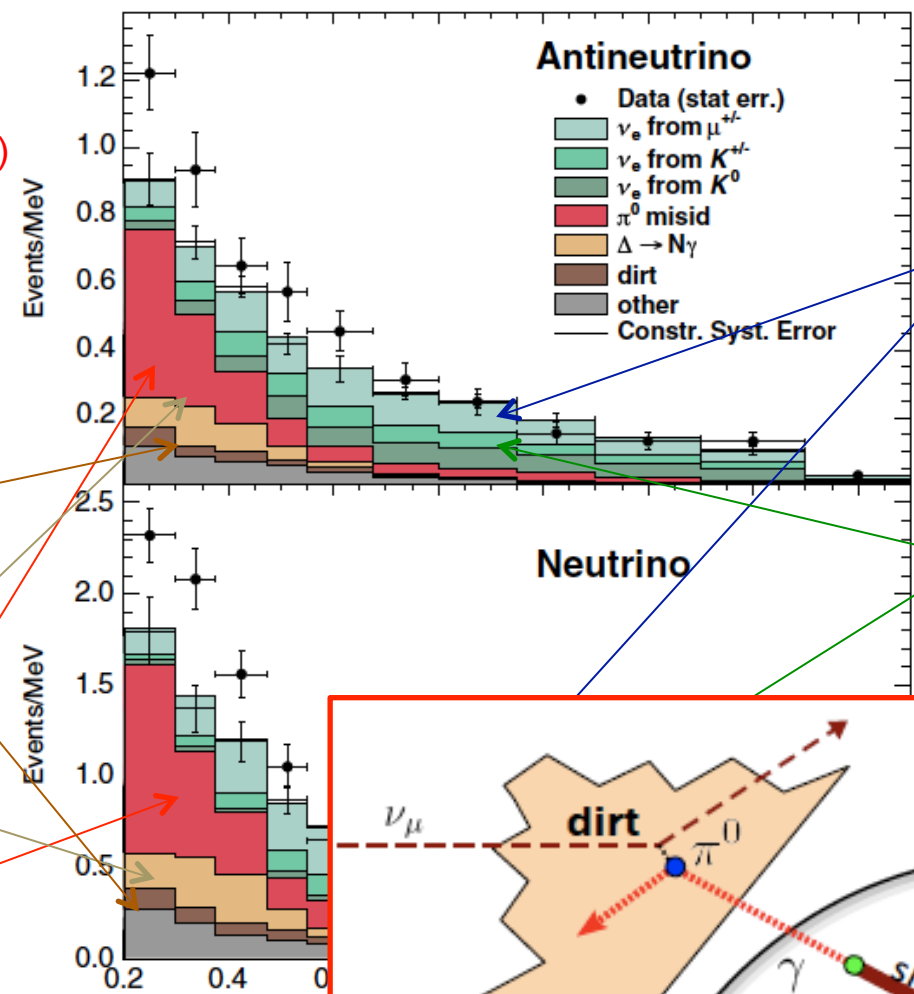 )
Antineutrino
Data (stat err.)
νₑ from μ⁺/⁻
νₑ from K⁺/⁻
νₑ from K⁰
π⁰ misid
Δ → Nγ
dirt
other
Constr. Syst. Error
Events/MeV
1.2
1.0
0.8
0.6
0.4
0.2
Neutrino
Events/MeV
2.5
2.0
1.5
1.0
0.5
0.0
0.2
0.4
0
ν_μ
dirt
π⁰
γ